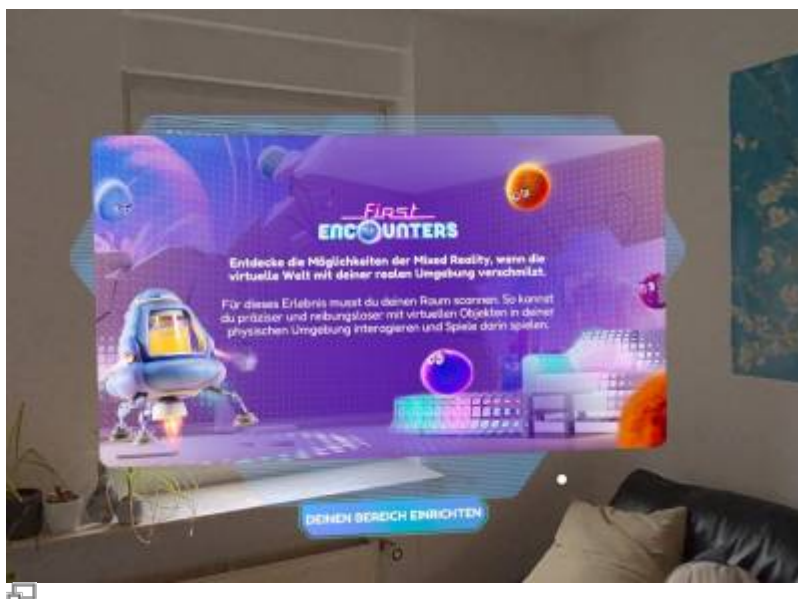 First
ENCOUNTERS
Entdecke die Möglichkeiten der Mixed Reality, wenn die
virtuelle Welt mit deiner realen Umgebung verschmilzt.
Für dieses Erlebnis musst du deinen Raum scannen. So kannst
du präziser und reibungsloser mit virtuellen Objekten in deiner
physischen Umgebung interagieren und Spiele darin spielen.
DEINEN BEREICH EINRICHTEN